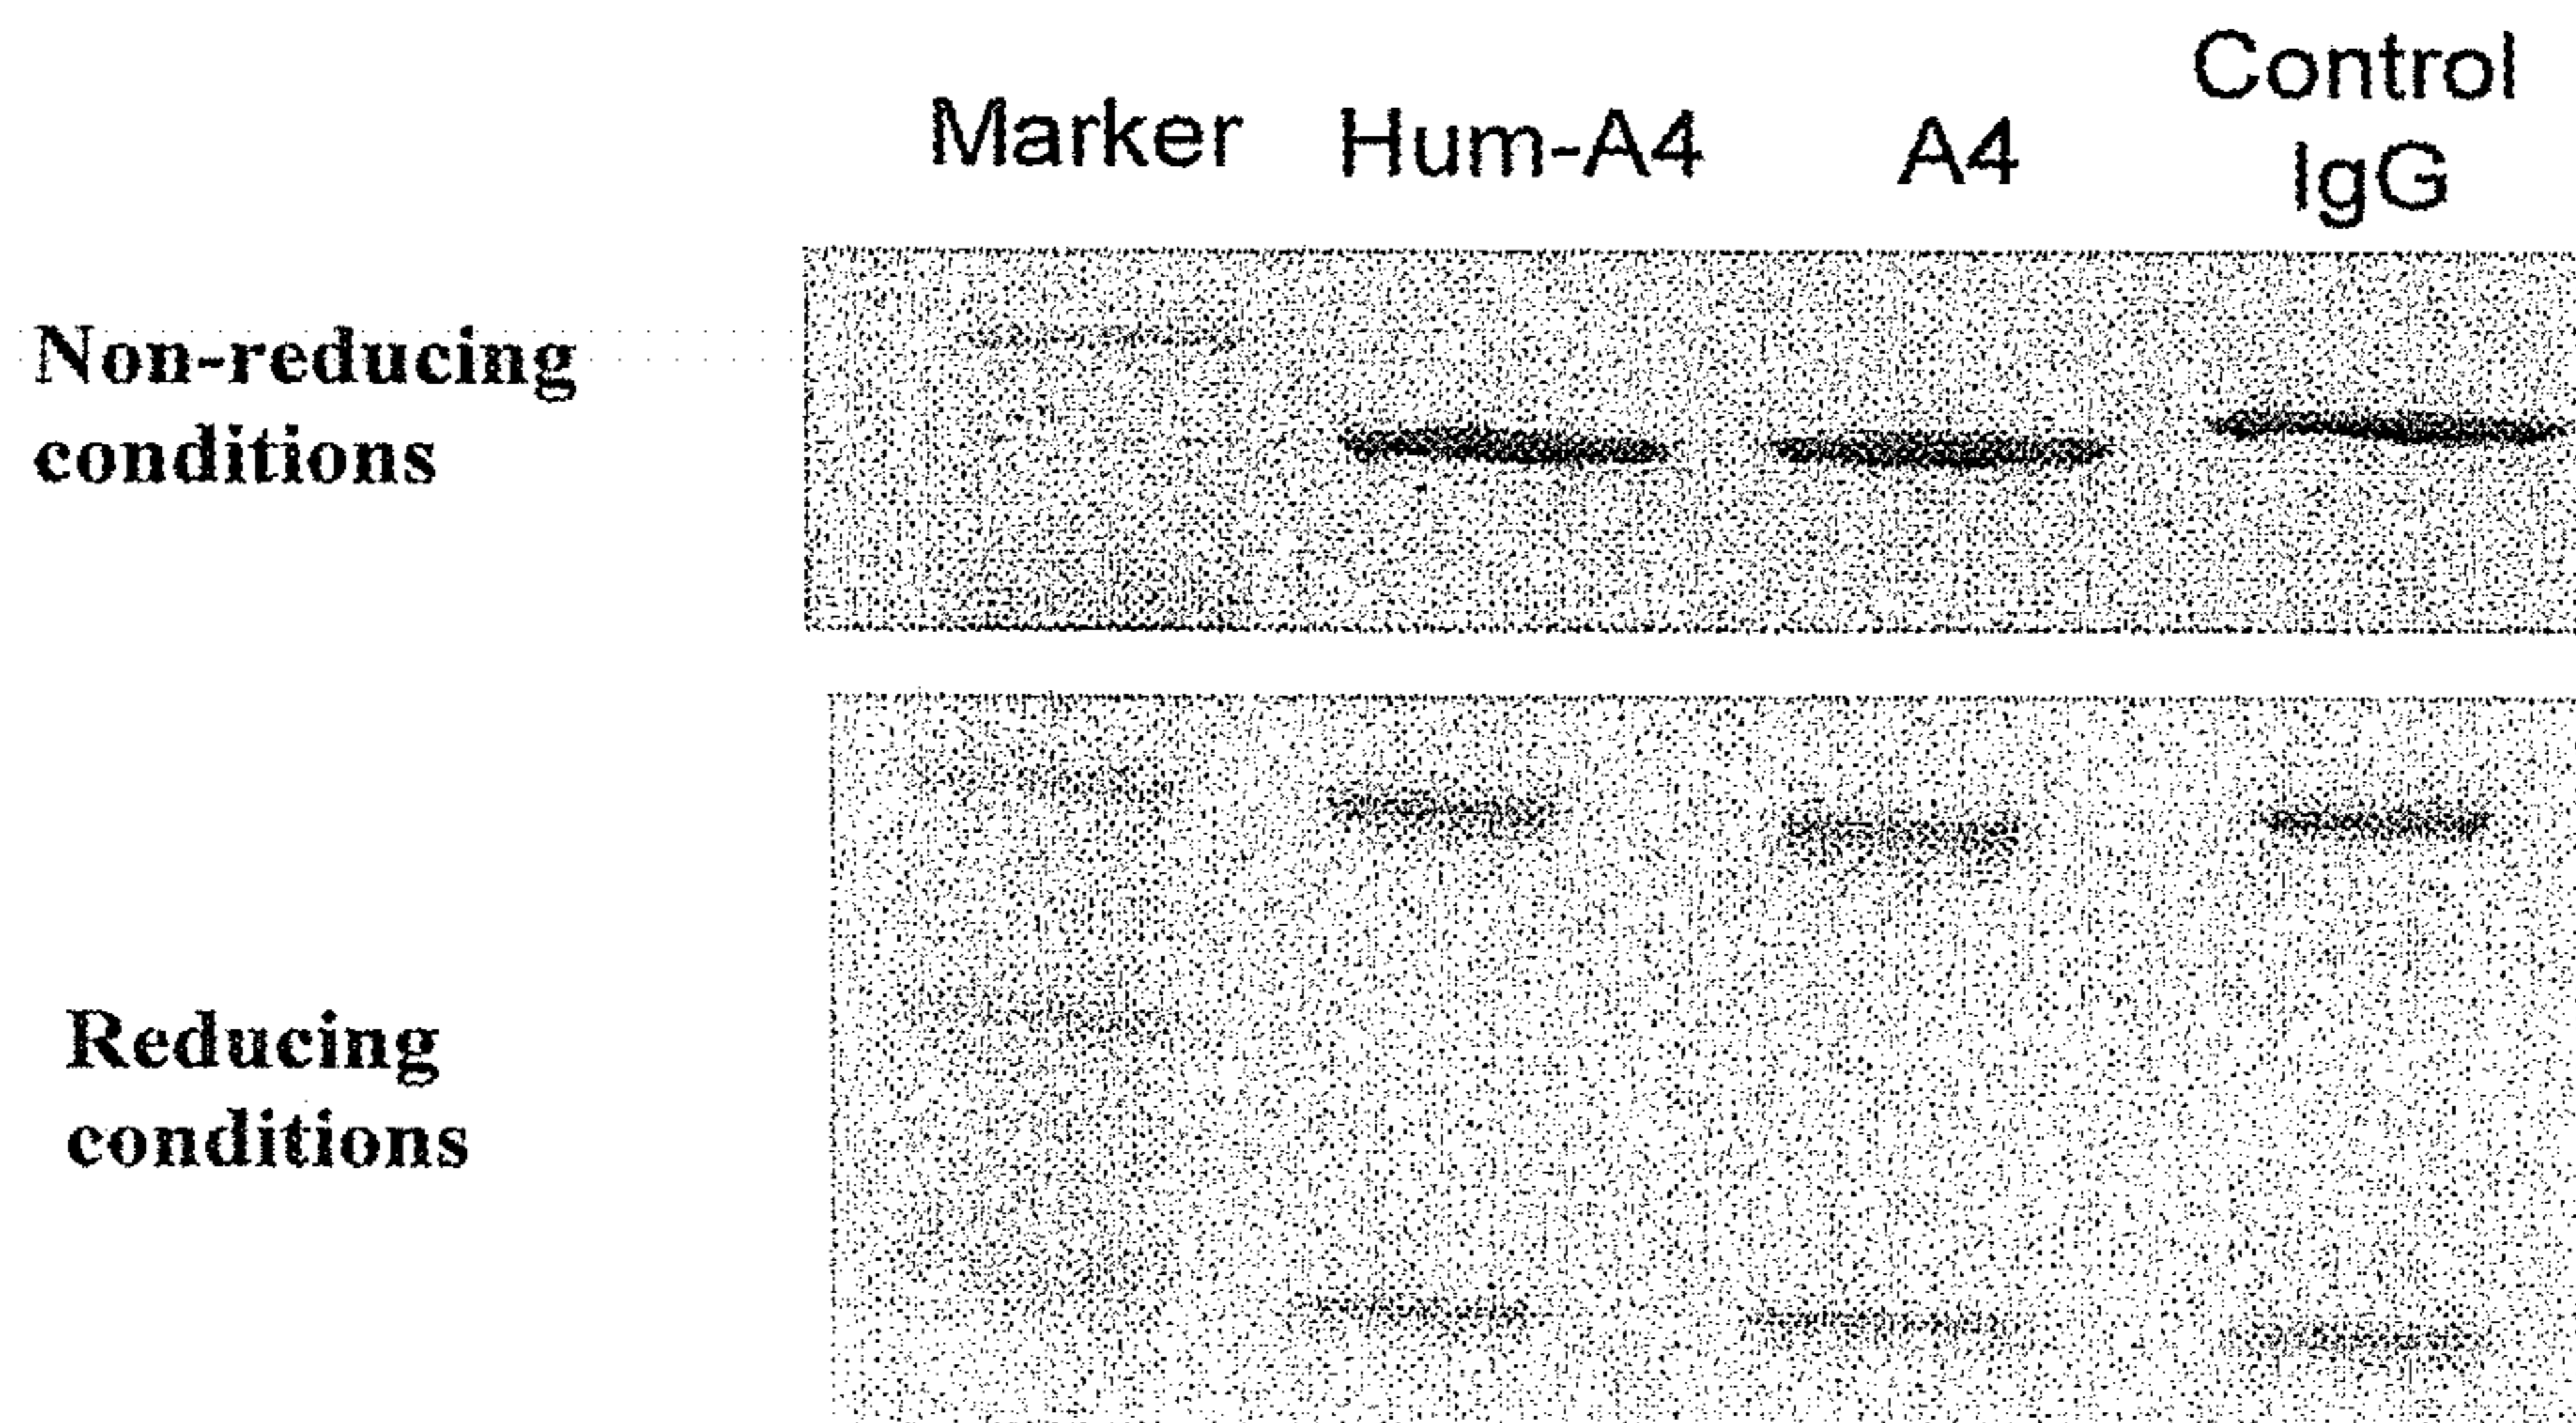 Marker Hum-A4 A4 Control
IgG
Non-reducing
conditions
Reducing
conditions